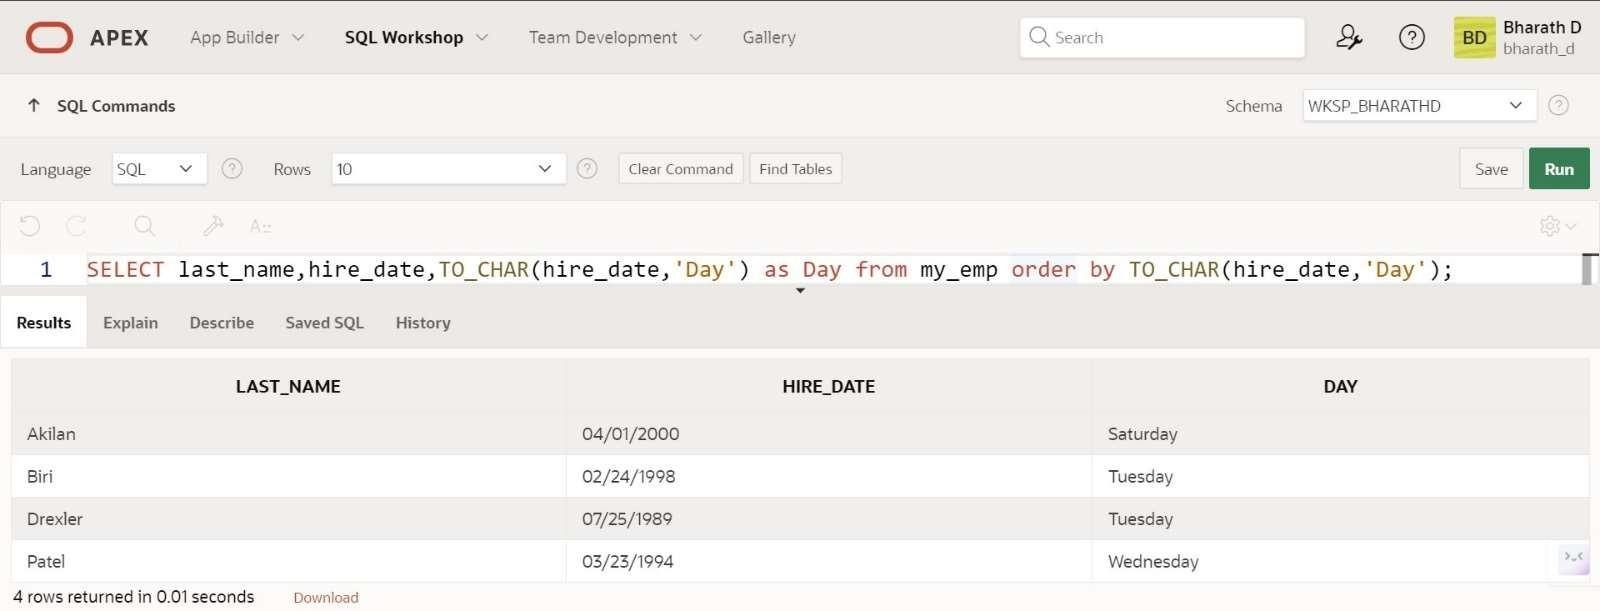 APEX App Builder SQL Workshop Team Development Gallery Search ? BD Bharath D
bharath_d
SQL Commands Schema WKSP_BHARATHD ?
Language SQL ? Rows 10 ? Clear Command Find Tables Save Run
A::
1 SELECT last_name,hire_date,TO_CHAR(hire_date,'Day') as Day from my_emp order by TO_CHAR(hire_date,'Day');
Results Explain Describe Saved SQL History
LAST_NAME HIRE_DATE DAY
Akilan 04/01/2000 Saturday
Biri 02/24/1998 Tuesday
Drexler 07/25/1989 Tuesday
Patel 03/23/1994 Wednesday
4 rows returned in 0.01 seconds Download